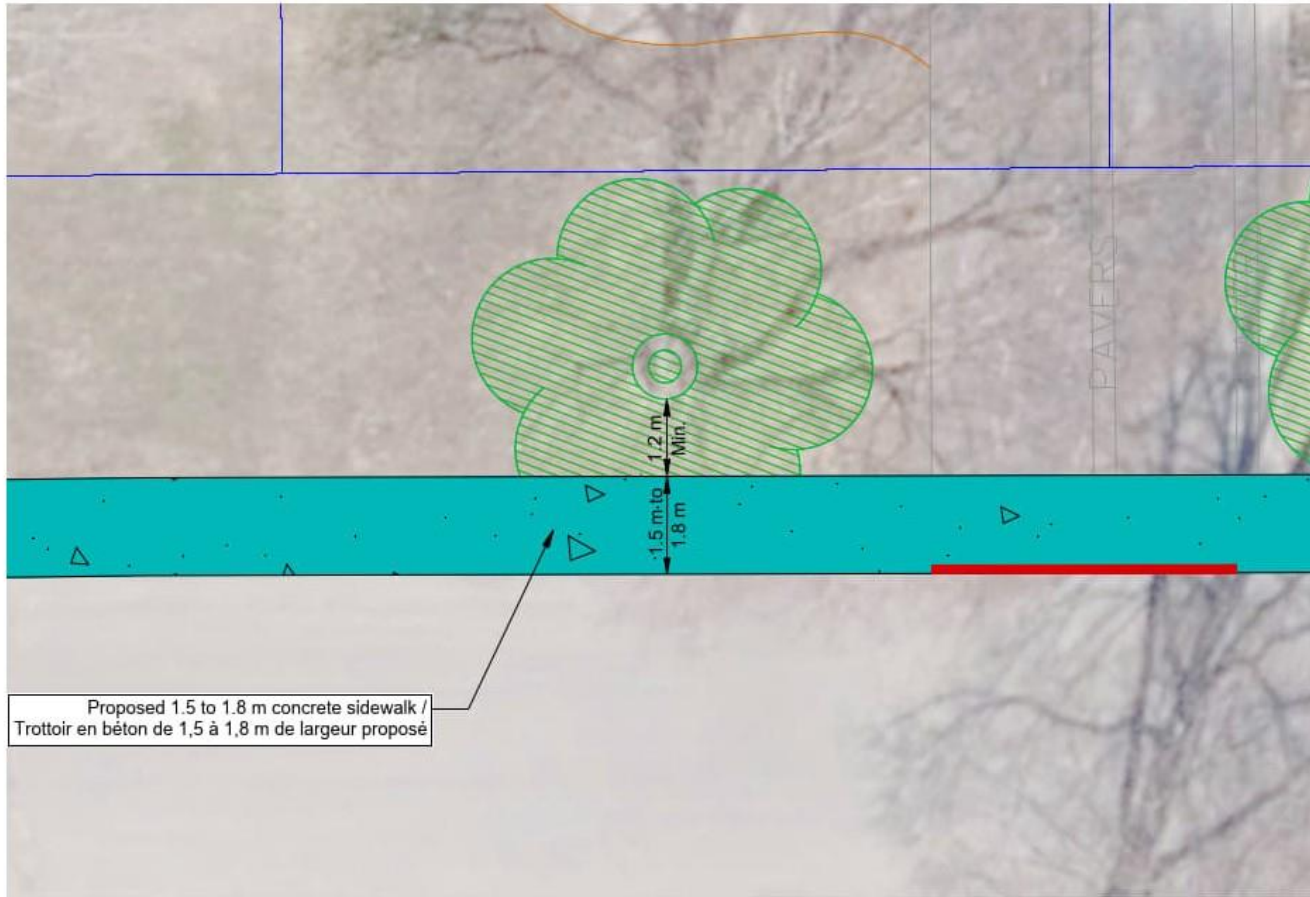 PAVERS
1.2 m
Min.
1.5 m to
1.8 m
Proposed 1.5 to 1.8 m concrete sidewalk /
Trottoir en béton de 1,5 à 1,8 m de largeur proposé